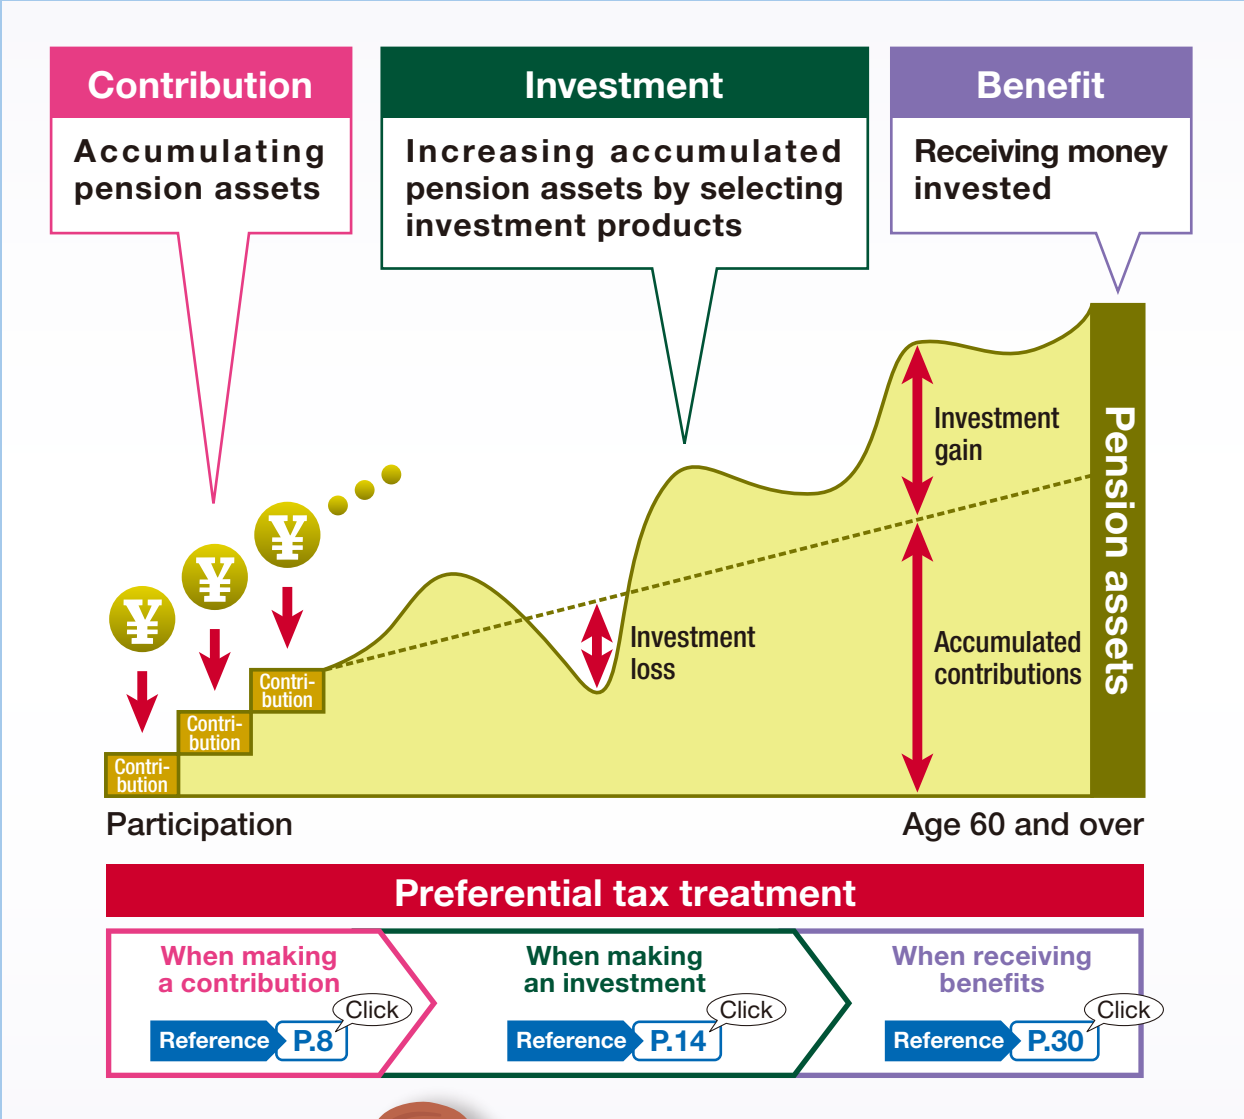 Contribution
Accumulating
pension assets
Investment
Increasing accumulated
pension assets by selecting
investment products
Benefit
Receiving money
invested
¥
¥
¥
Contri-
bution
Contri-
bution
Contri-
bution
Investment
loss
Investment
gain
Accumulated
contributions
Pension assets
Participation
Age 60 and over
Preferential tax treatment
When making
a contribution
Reference P.8
Click
When making
an investment
Reference P.14
Click
When receiving
benefits
Reference P.30
Click